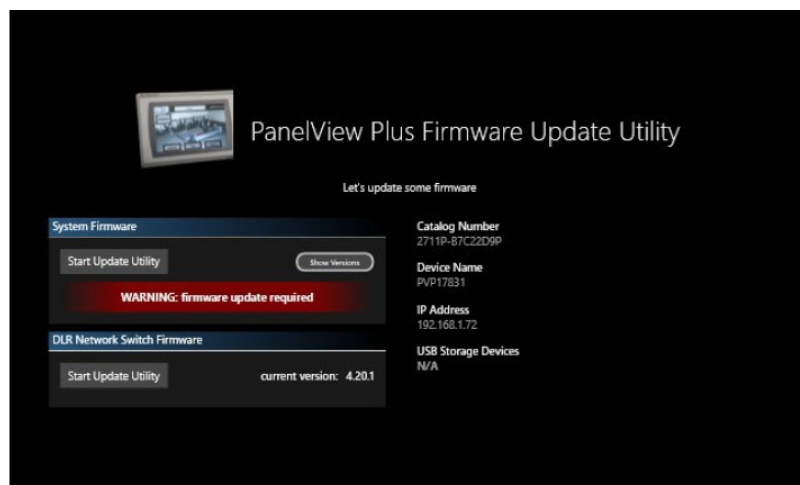 PanelView Plus Firmware Update Utility
Let's update some firmware
System Firmware
Start Update Utility
Show Versions
WARNING: firmware update required
DLR Network Switch Firmware
Start Update Utility
current version: 4.20.1
Catalog Number
2711P-B7C22D9P
Device Name
PVP17831
IP Address
192.168.1.72
USB Storage Devices
N/A